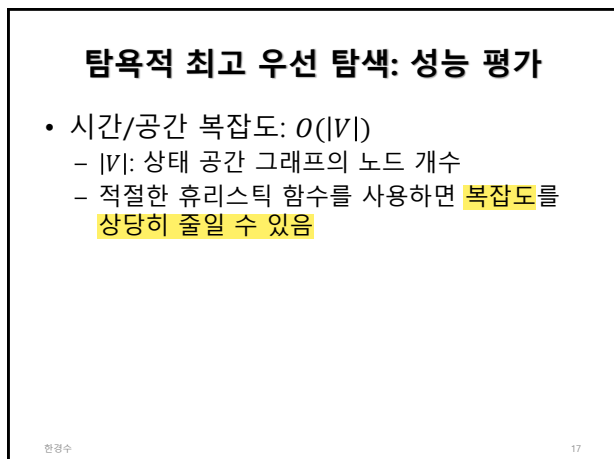 탐욕적 최고 우선 탐색: 성능 평가
• 시간/공간 복잡도: O(|V|)
– |V|: 상태 공간 그래프의 노드 개수
– 적절한 휴리스틱 함수를 사용하면 복잡도를
상당히 줄일 수 있음
한경수
17